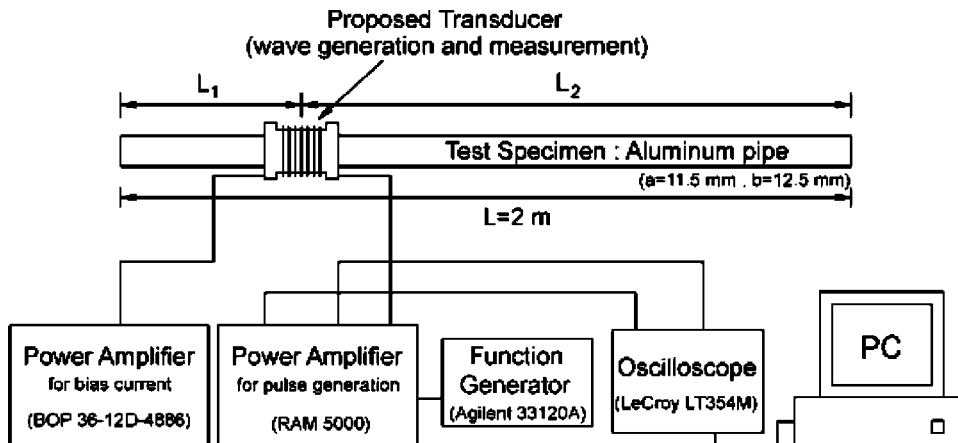 Proposed Transducer
(wave generation and measurement)
L1
L2
Test Specimen : Aluminum pipe
(a=11.5 mm , b=12.5 mm)
L=2 m
Power Amplifier
for bias current
(BOP 36-12D-4886)
Power Amplifier
for pulse generation
(RAM 5000)
Function
Generator
(Agilent 33120A)
Oscilloscope
(LeCroy LT354M)
PC